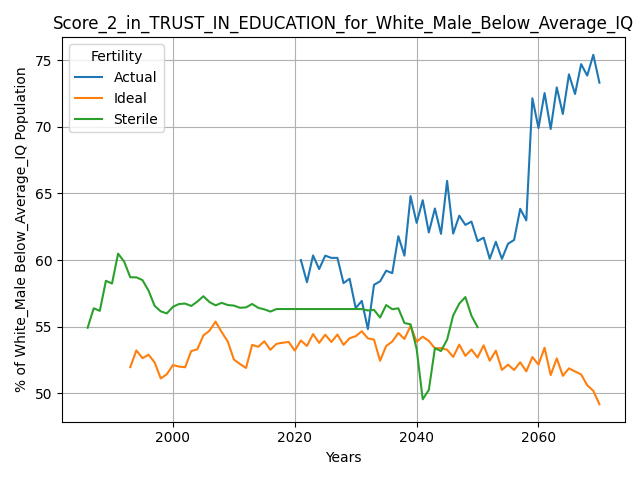 Score_2_in_TRUST_IN_EDUCATION_for_White_Male_Below_Average_IQ
Fertility
Actual
Ideal
Sterile
% of White_Male Below_Average_IQ Population
75
70
65
60
55
50
2000
2020
2040
2060
Years